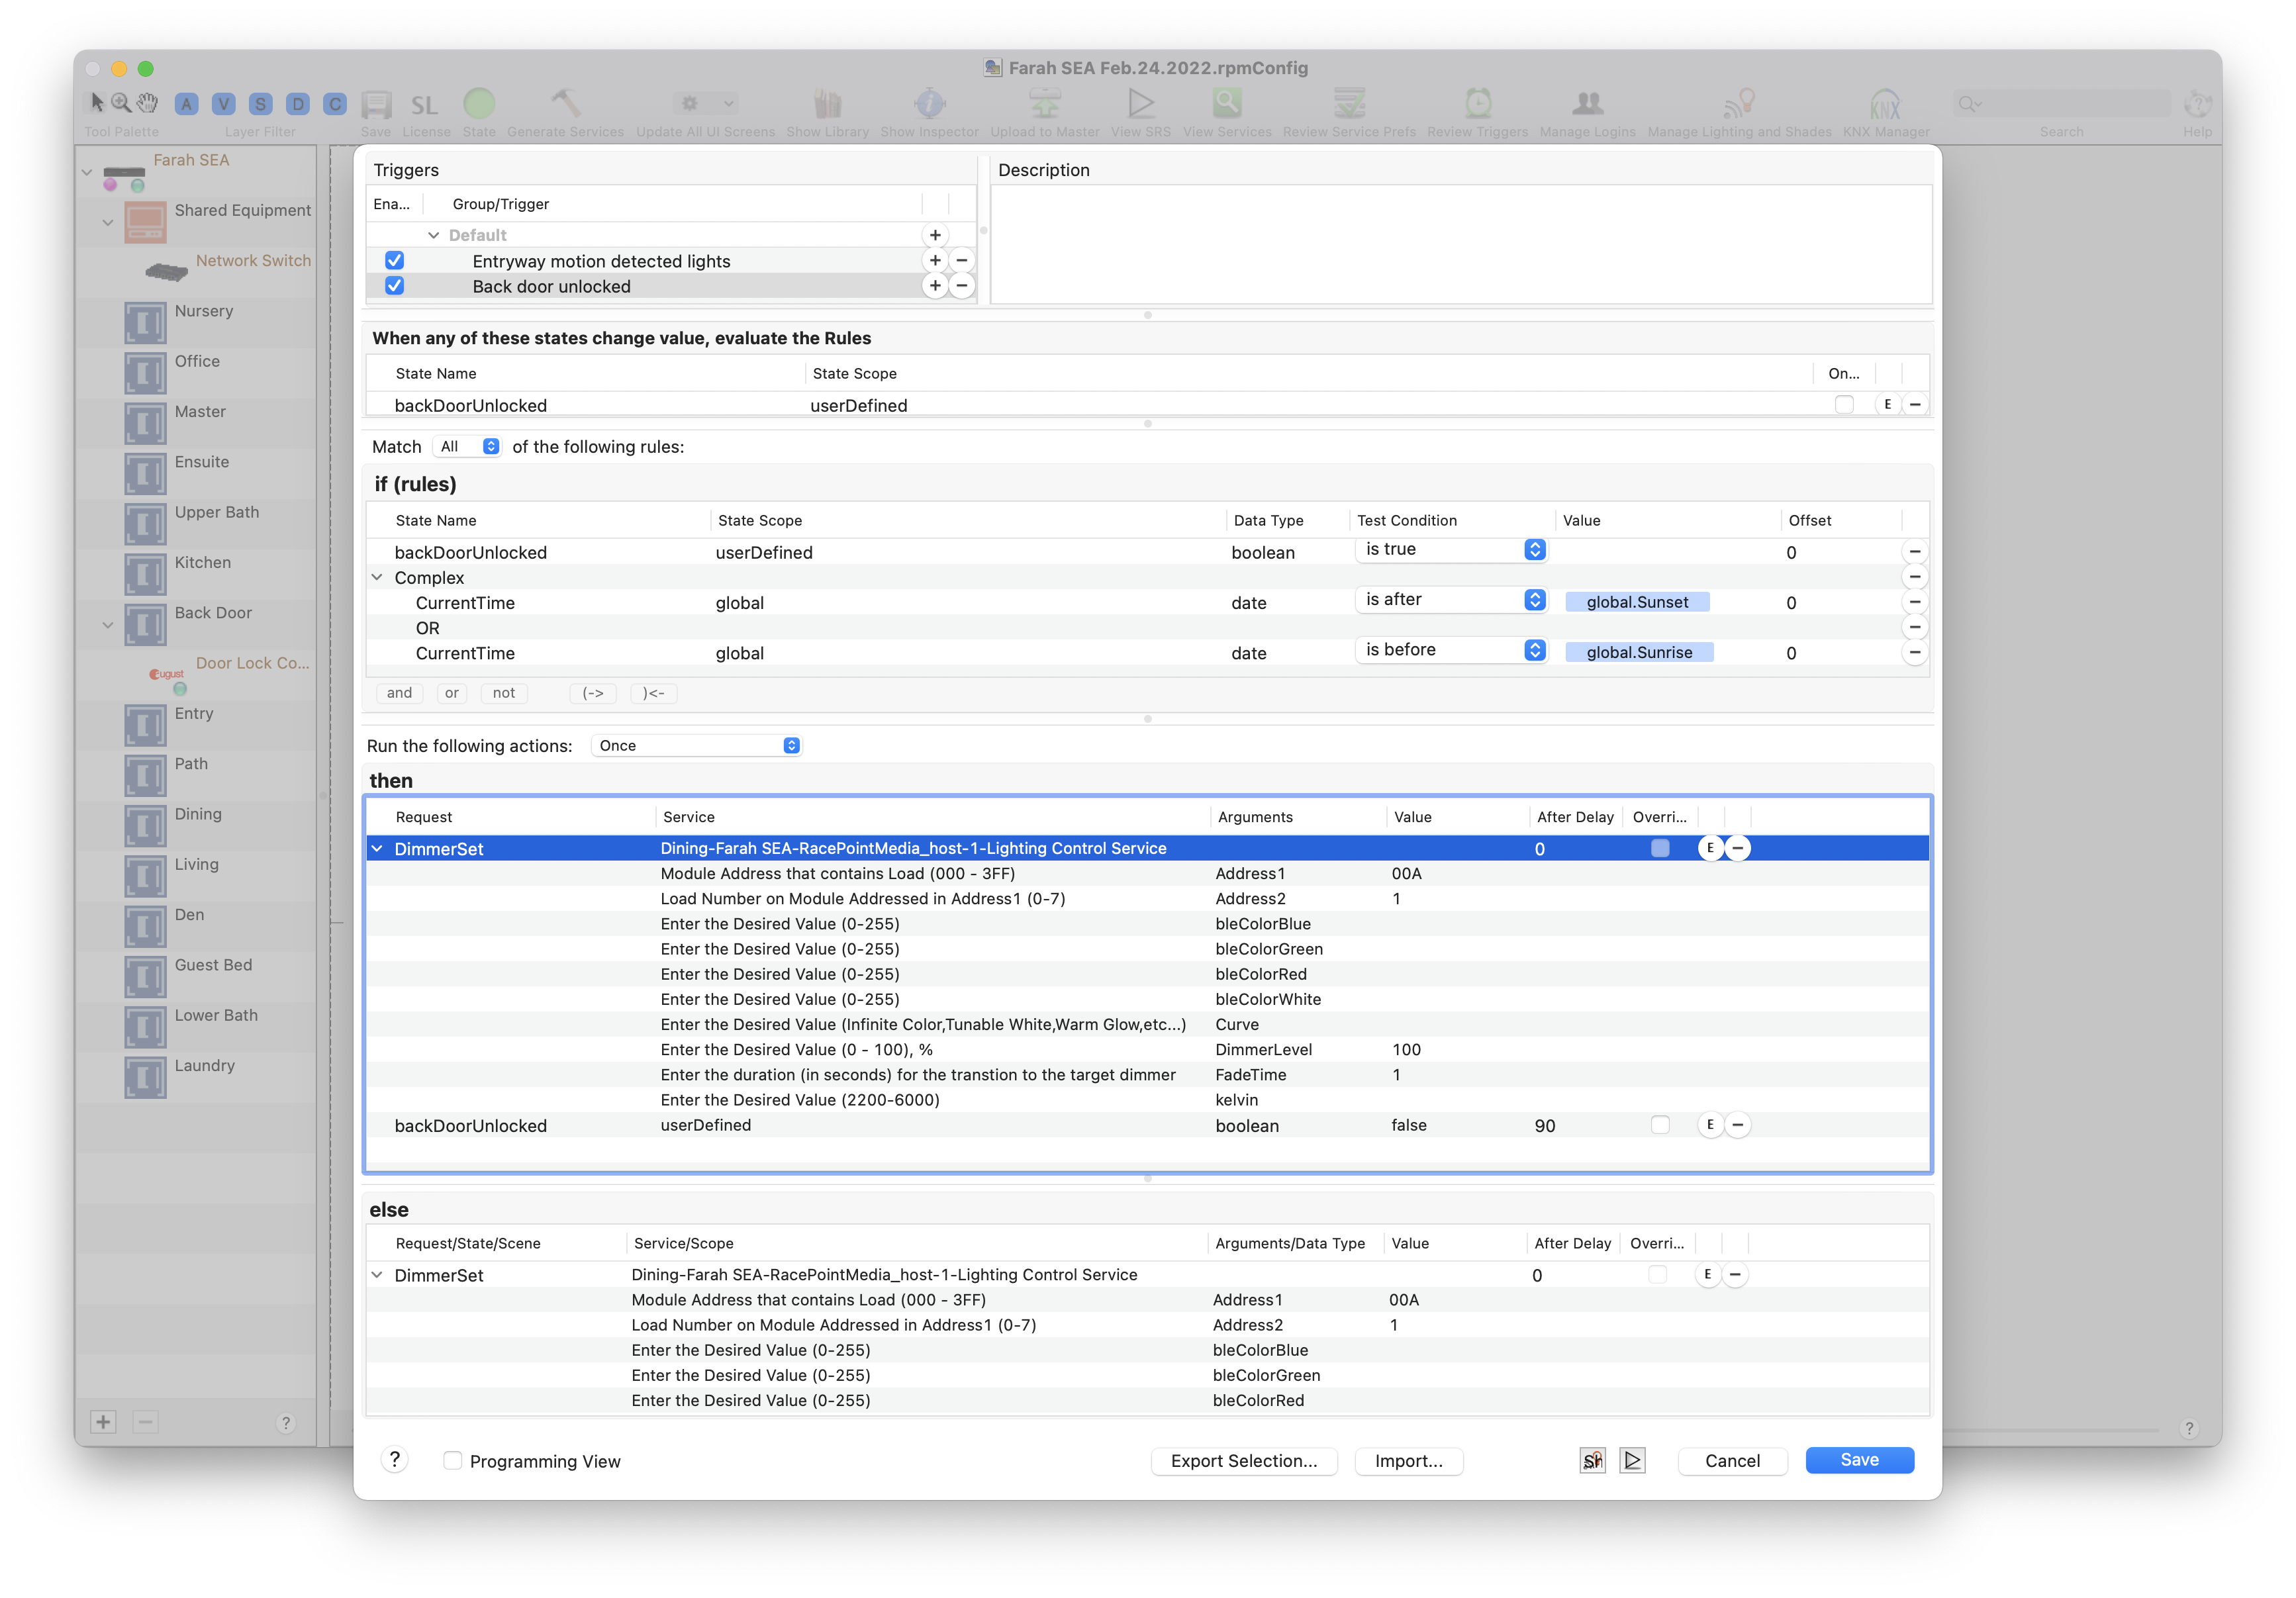 Farah SEA Feb.24.2022.rpmConfig
A V S D C SL
Tool Palette Layer Filter Save License State Generate Services Update All UI Screens Show Library Show Inspector Upload to Master View SRS View Services Review Service Prefs Review Triggers Manage Logins Manage Lighting and Shades KNX Manager Search Help
KNX
Farah SEA
Shared Equipment
Network Switch
Nursery
Office
Master
Ensuite
Upper Bath
Kitchen
Back Door
Door Lock Co...
ugust
Entry
Path
Dining
Living
Den
Guest Bed
Lower Bath
Laundry
Triggers
Description
Ena... Group/Trigger
Default +
Entryway motion detected lights + −
Back door unlocked + −
When any of these states change value, evaluate the Rules
State Name State Scope On...
backDoorUnlocked userDefined E −
Match All of the following rules:
if (rules)
State Name State Scope Data Type Test Condition Value Offset
backDoorUnlocked userDefined boolean is true 0 −
Complex −
CurrentTime global date is after global.Sunset 0 −
OR −
CurrentTime global date is before global.Sunrise 0 −
and or not (-> )<-
Run the following actions: Once
then
Request Service Arguments Value After Delay Overri...
DimmerSet Dining-Farah SEA-RacePointMedia_host-1-Lighting Control Service 0 E −
Module Address that contains Load (000 - 3FF) Address1 00A
Load Number on Module Addressed in Address1 (0-7) Address2 1
Enter the Desired Value (0-255) bleColorBlue
Enter the Desired Value (0-255) bleColorGreen
Enter the Desired Value (0-255) bleColorRed
Enter the Desired Value (0-255) bleColorWhite
Enter the Desired Value (Infinite Color,Tunable White,Warm Glow,etc...) Curve
Enter the Desired Value (0 - 100), % DimmerLevel 100
Enter the duration (in seconds) for the transtion to the target dimmer FadeTime 1
Enter the Desired Value (2200-6000) kelvin
backDoorUnlocked userDefined boolean false 90 E −
else
Request/State/Scene Service/Scope Arguments/Data Type Value After Delay Overri...
DimmerSet Dining-Farah SEA-RacePointMedia_host-1-Lighting Control Service 0 E −
Module Address that contains Load (000 - 3FF) Address1 00A
Load Number on Module Addressed in Address1 (0-7) Address2 1
Enter the Desired Value (0-255) bleColorBlue
Enter the Desired Value (0-255) bleColorGreen
Enter the Desired Value (0-255) bleColorRed
+ − ? ?
? Programming View Export Selection... Import... Cancel Save